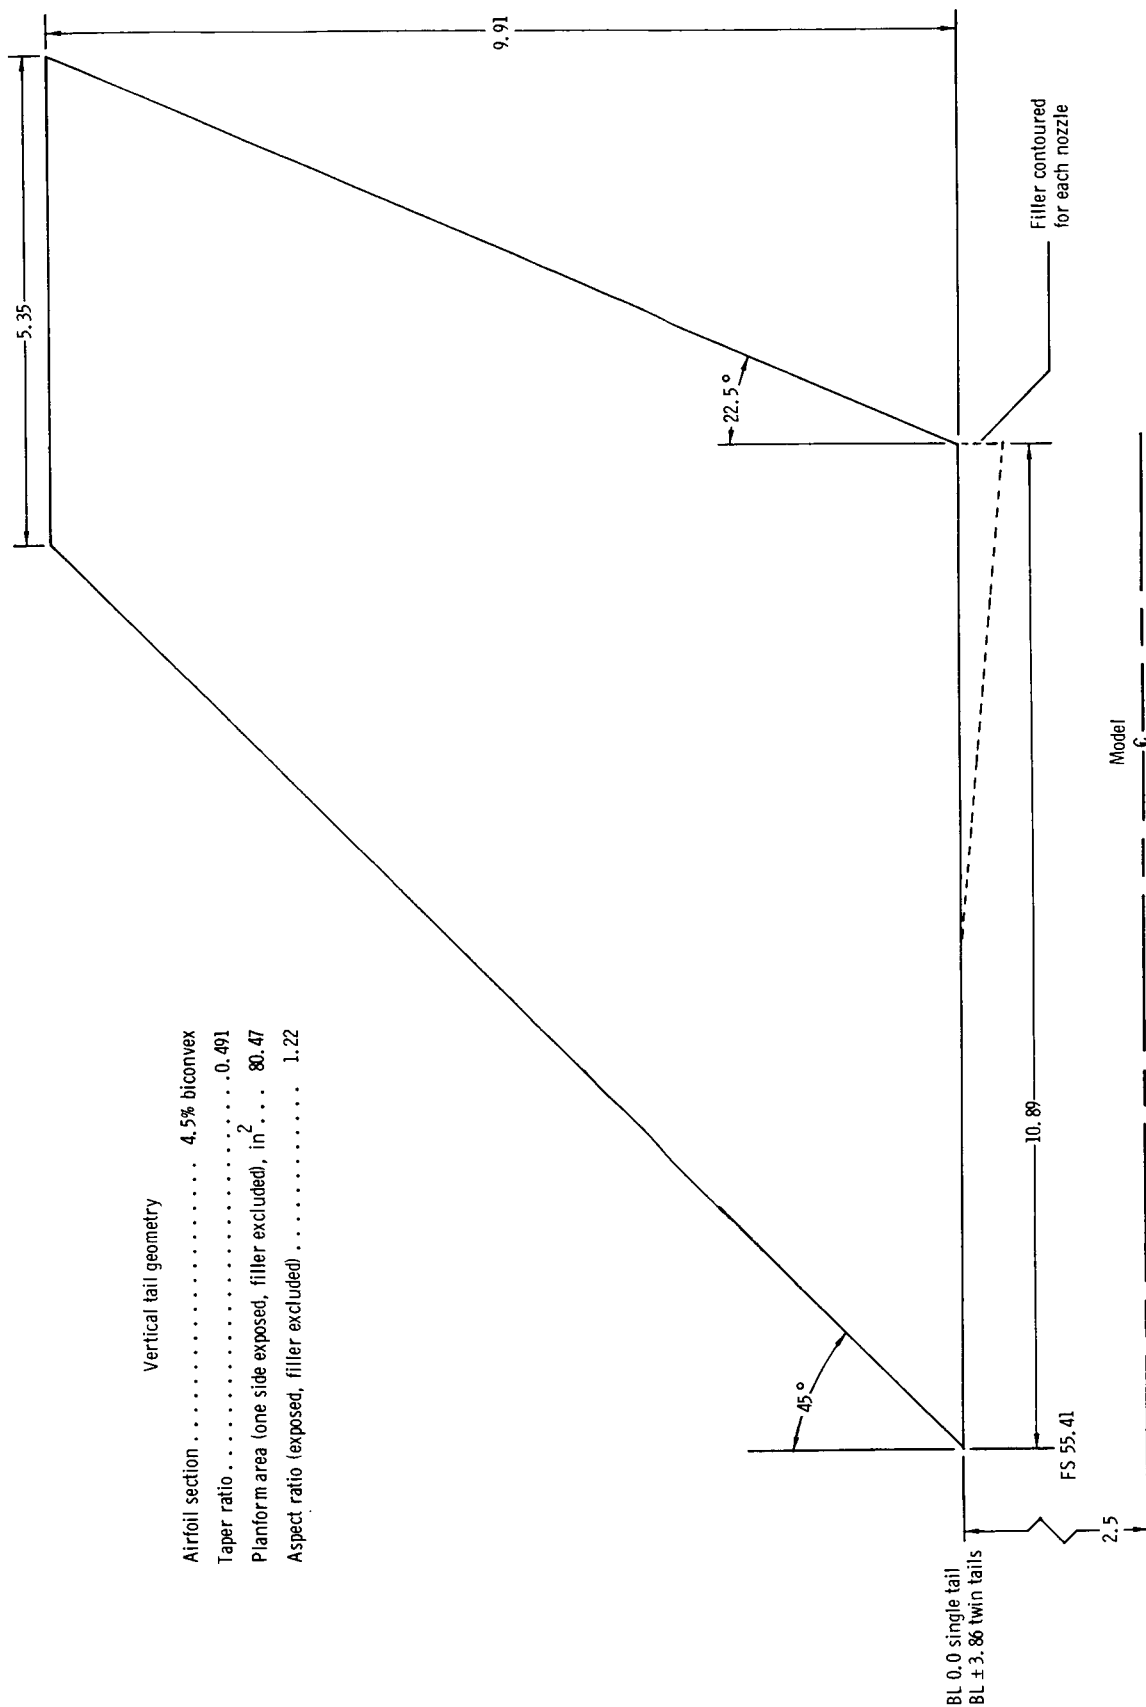 Vertical tail geometry
Airfoil section . . . . . . . . . . . . . . . . . . . . . 4.5% biconvex
Taper ratio . . . . . . . . . . . . . . . . . . . . . . . . . . . . 0.491
Planform area (one side exposed, filler excluded), in2 . . . 80.47
Aspect ratio (exposed, filler excluded) . . . . . . . . . . . 1.22
5.35
9.91
22.5°
45°
Filler contoured
for each nozzle
10.89
FS 55.41
BL 0.0 single tail
BL ±3.86 twin tails
2.5
Model
℄